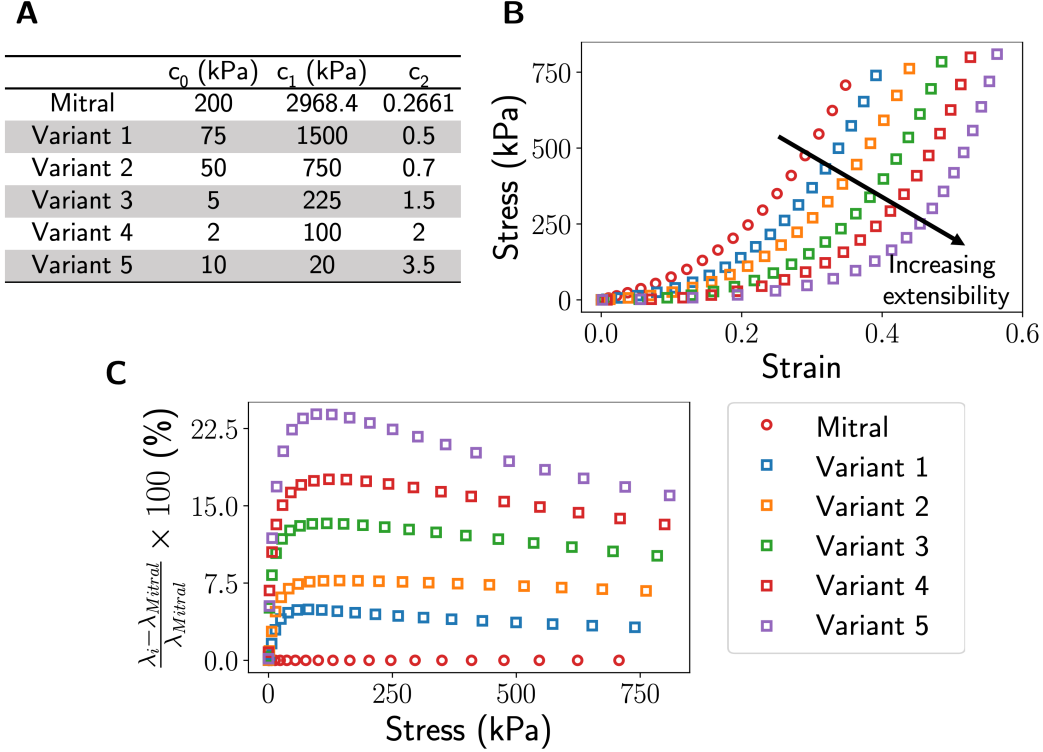 A
c₀ (kPa) c₁ (kPa) c₂
Mitral 200 2968.4 0.2661
Variant 1 75 1500 0.5
Variant 2 50 750 0.7
Variant 3 5 225 1.5
Variant 4 2 100 2
Variant 5 10 20 3.5
B
Stress (kPa)
750
500
250
0
Increasing
extensibility
0.0 0.2 0.4 0.6
Strain
C
λᵢ−λ_Mitral / λ_Mitral × 100 (%)
22.5
15.0
7.5
0.0
0 250 500 750
Stress (kPa)
Mitral
Variant 1
Variant 2
Variant 3
Variant 4
Variant 5